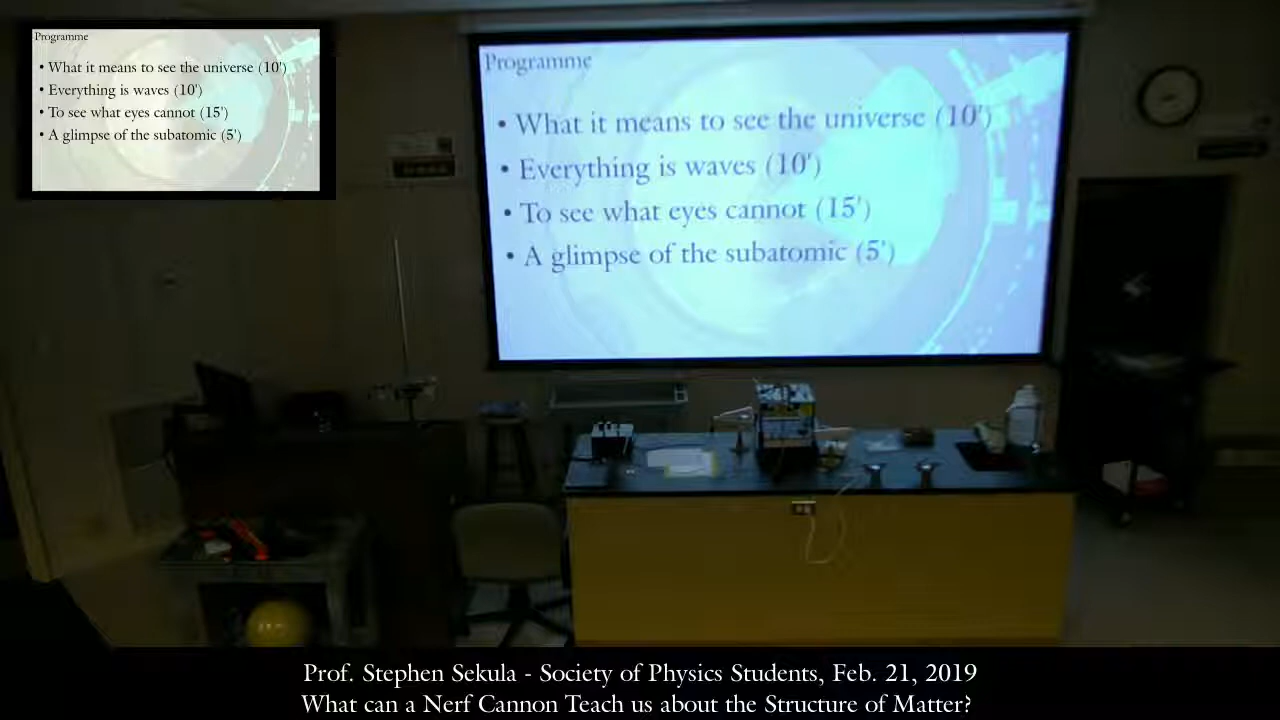 Programme
• What it means to see the universe (10')
• Everything is waves (10')
• To see what eyes cannot (15')
• A glimpse of the subatomic (5')
Programme
• What it means to see the universe (10')
• Everything is waves (10')
• To see what eyes cannot (15')
• A glimpse of the subatomic (5')
Prof. Stephen Sekula - Society of Physics Students, Feb. 21, 2019
What can a Nerf Cannon Teach us about the Structure of Matter?